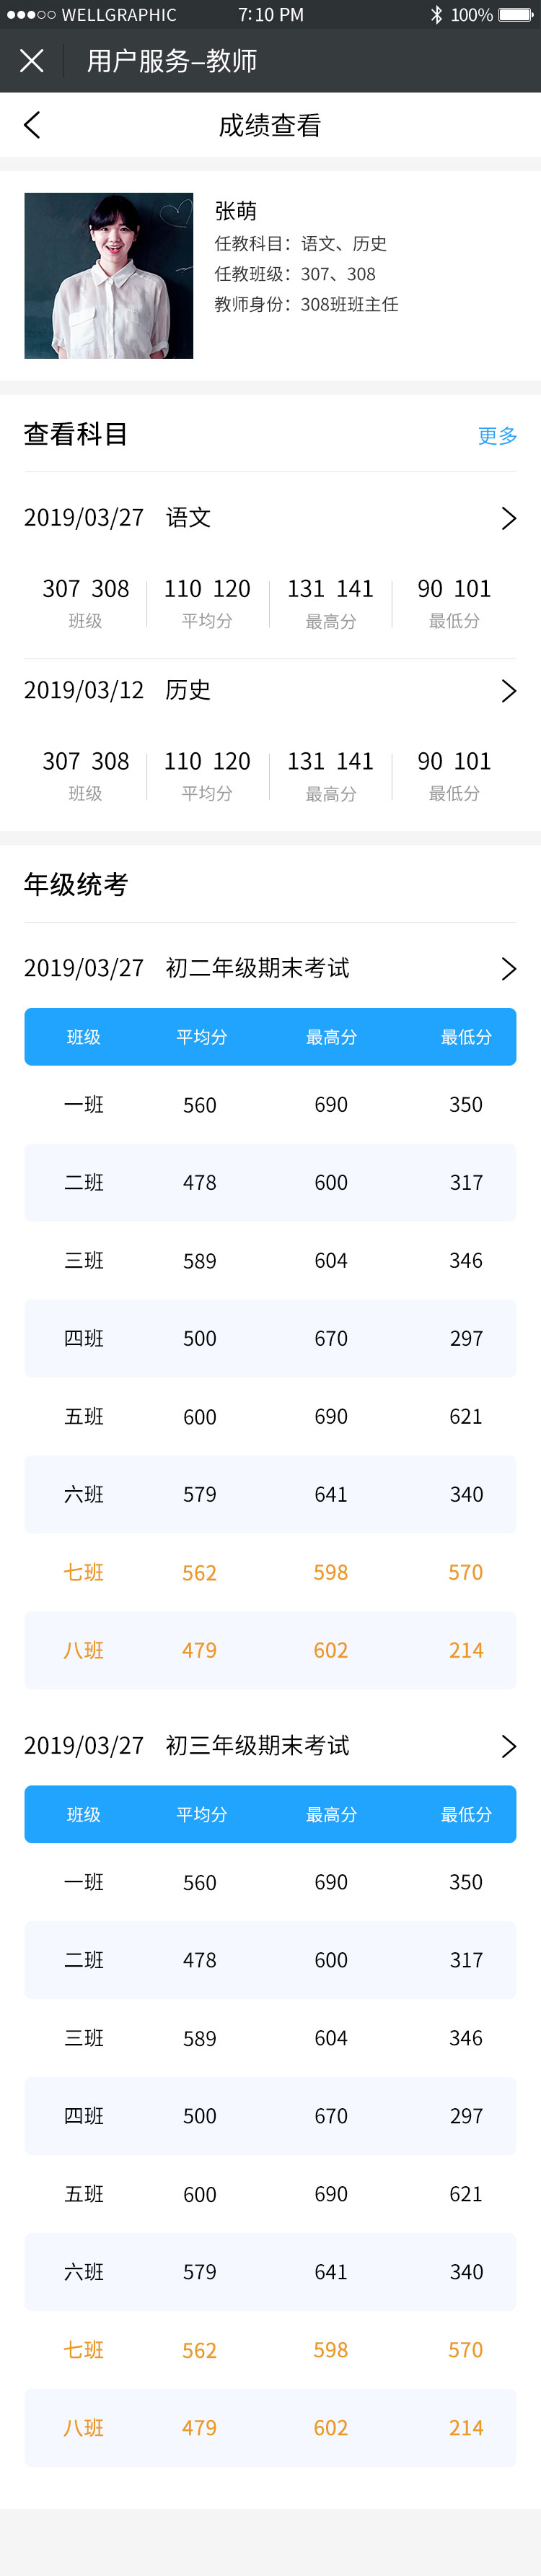 WELLGRAPHIC 7:10 PM 100%
用户服务–教师
成绩查看
张萌
任教科目：语文、历史
任教班级：307、308
教师身份：308班班主任
查看科目 更多
2019/03/27 语文
307 308 110 120 131 141 90 101
班级 平均分 最高分 最低分
2019/03/12 历史
307 308 110 120 131 141 90 101
班级 平均分 最高分 最低分
年级统考
2019/03/27 初二年级期末考试
班级 平均分 最高分 最低分
一班 560 690 350
二班 478 600 317
三班 589 604 346
四班 500 670 297
五班 600 690 621
六班 579 641 340
七班 562 598 570
八班 479 602 214
2019/03/27 初三年级期末考试
班级 平均分 最高分 最低分
一班 560 690 350
二班 478 600 317
三班 589 604 346
四班 500 670 297
五班 600 690 621
六班 579 641 340
七班 562 598 570
八班 479 602 214